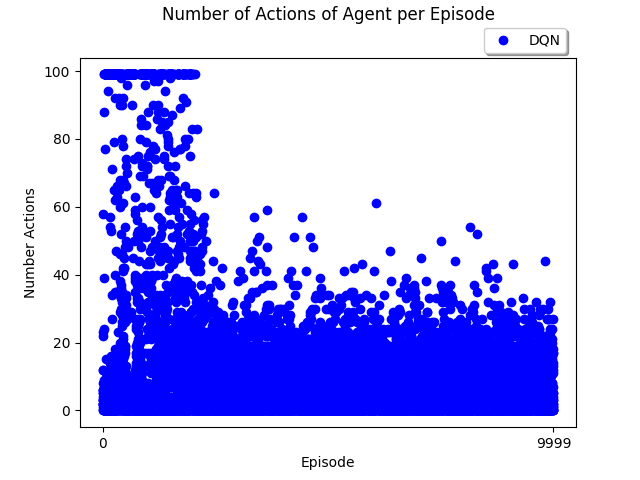 Number of Actions of Agent per Episode
DQN
100
80
60
40
20
0
Number Actions
0
9999
Episode